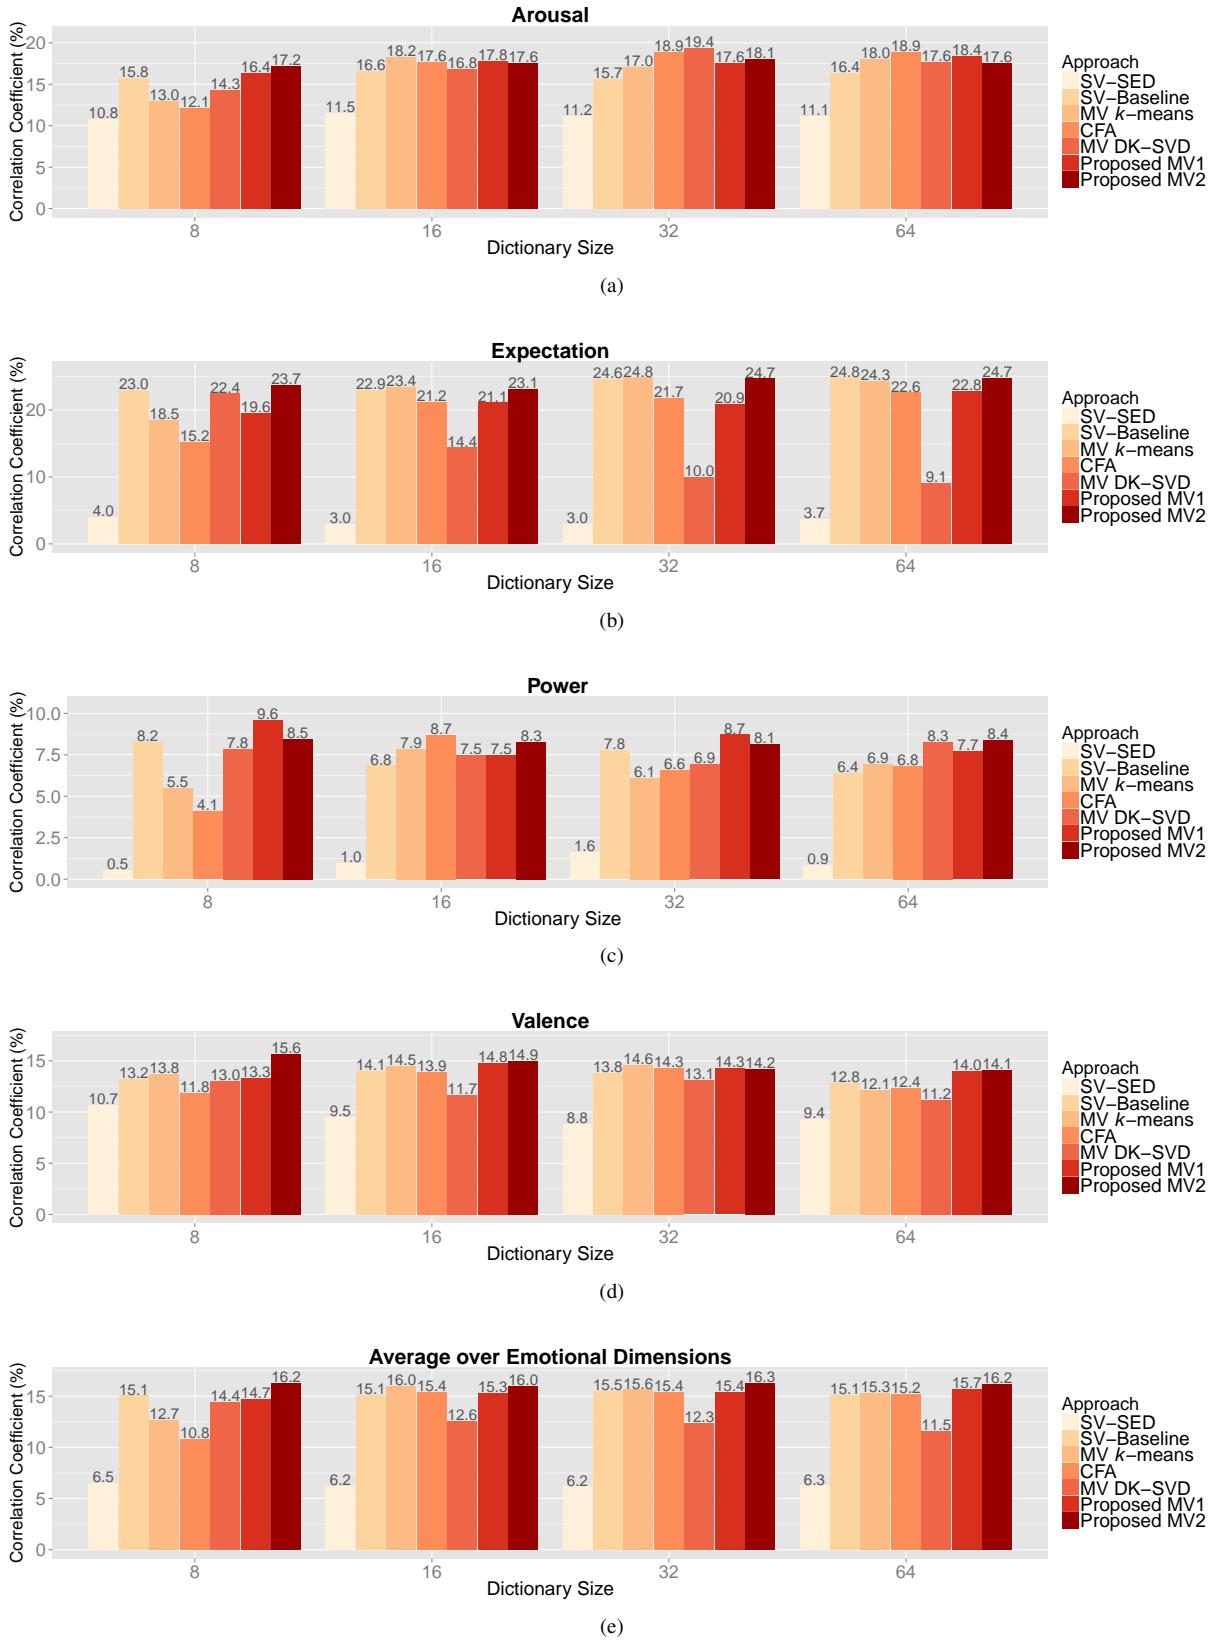 Arousal
Correlation Coefficient (%)
20
15
10
5
0
10.8 15.8 13.0 12.1 14.3 16.4 17.2
11.5 16.6 18.2 17.6 16.8 17.8 17.6
11.2 15.7 17.0 18.9 19.4 17.6 18.1
11.1 16.4 18.0 18.9 17.6 18.4 17.6
8 16 32 64
Dictionary Size
Approach
SV−SED
SV−Baseline
MV k−means
CFA
MV DK−SVD
Proposed MV1
Proposed MV2
(a)
Expectation
Correlation Coefficient (%)
20
10
0
4.0 23.0 18.5 15.2 22.4 19.6 23.7
3.0 22.9 23.4 21.2 14.4 21.1 23.1
3.0 24.6 24.8 21.7 10.0 20.9 24.7
3.7 24.8 24.3 22.6 9.1 22.8 24.7
8 16 32 64
Dictionary Size
Approach
SV−SED
SV−Baseline
MV k−means
CFA
MV DK−SVD
Proposed MV1
Proposed MV2
(b)
Power
Correlation Coefficient (%)
10.0
7.5
5.0
2.5
0.0
0.5 8.2 5.5 4.1 7.8 9.6 8.5
1.0 6.8 7.9 8.7 7.5 7.5 8.3
1.6 7.8 6.1 6.6 6.9 8.7 8.1
0.9 6.4 6.9 6.8 8.3 7.7 8.4
8 16 32 64
Dictionary Size
Approach
SV−SED
SV−Baseline
MV k−means
CFA
MV DK−SVD
Proposed MV1
Proposed MV2
(c)
Valence
Correlation Coefficient (%)
15
10
5
0
10.7 13.2 13.8 11.8 13.0 13.3 15.6
9.5 14.1 14.5 13.9 11.7 14.8 14.9
8.8 13.8 14.6 14.3 13.1 14.3 14.2
9.4 12.8 12.1 12.4 11.2 14.0 14.1
8 16 32 64
Dictionary Size
Approach
SV−SED
SV−Baseline
MV k−means
CFA
MV DK−SVD
Proposed MV1
Proposed MV2
(d)
Average over Emotional Dimensions
Correlation Coefficient (%)
15
10
5
0
6.5 15.1 12.7 10.8 14.4 14.7 16.2
6.2 15.1 16.0 15.4 12.6 15.3 16.0
6.2 15.5 15.6 15.4 12.3 15.4 16.3
6.3 15.1 15.3 15.2 11.5 15.7 16.2
8 16 32 64
Dictionary Size
Approach
SV−SED
SV−Baseline
MV k−means
CFA
MV DK−SVD
Proposed MV1
Proposed MV2
(e)